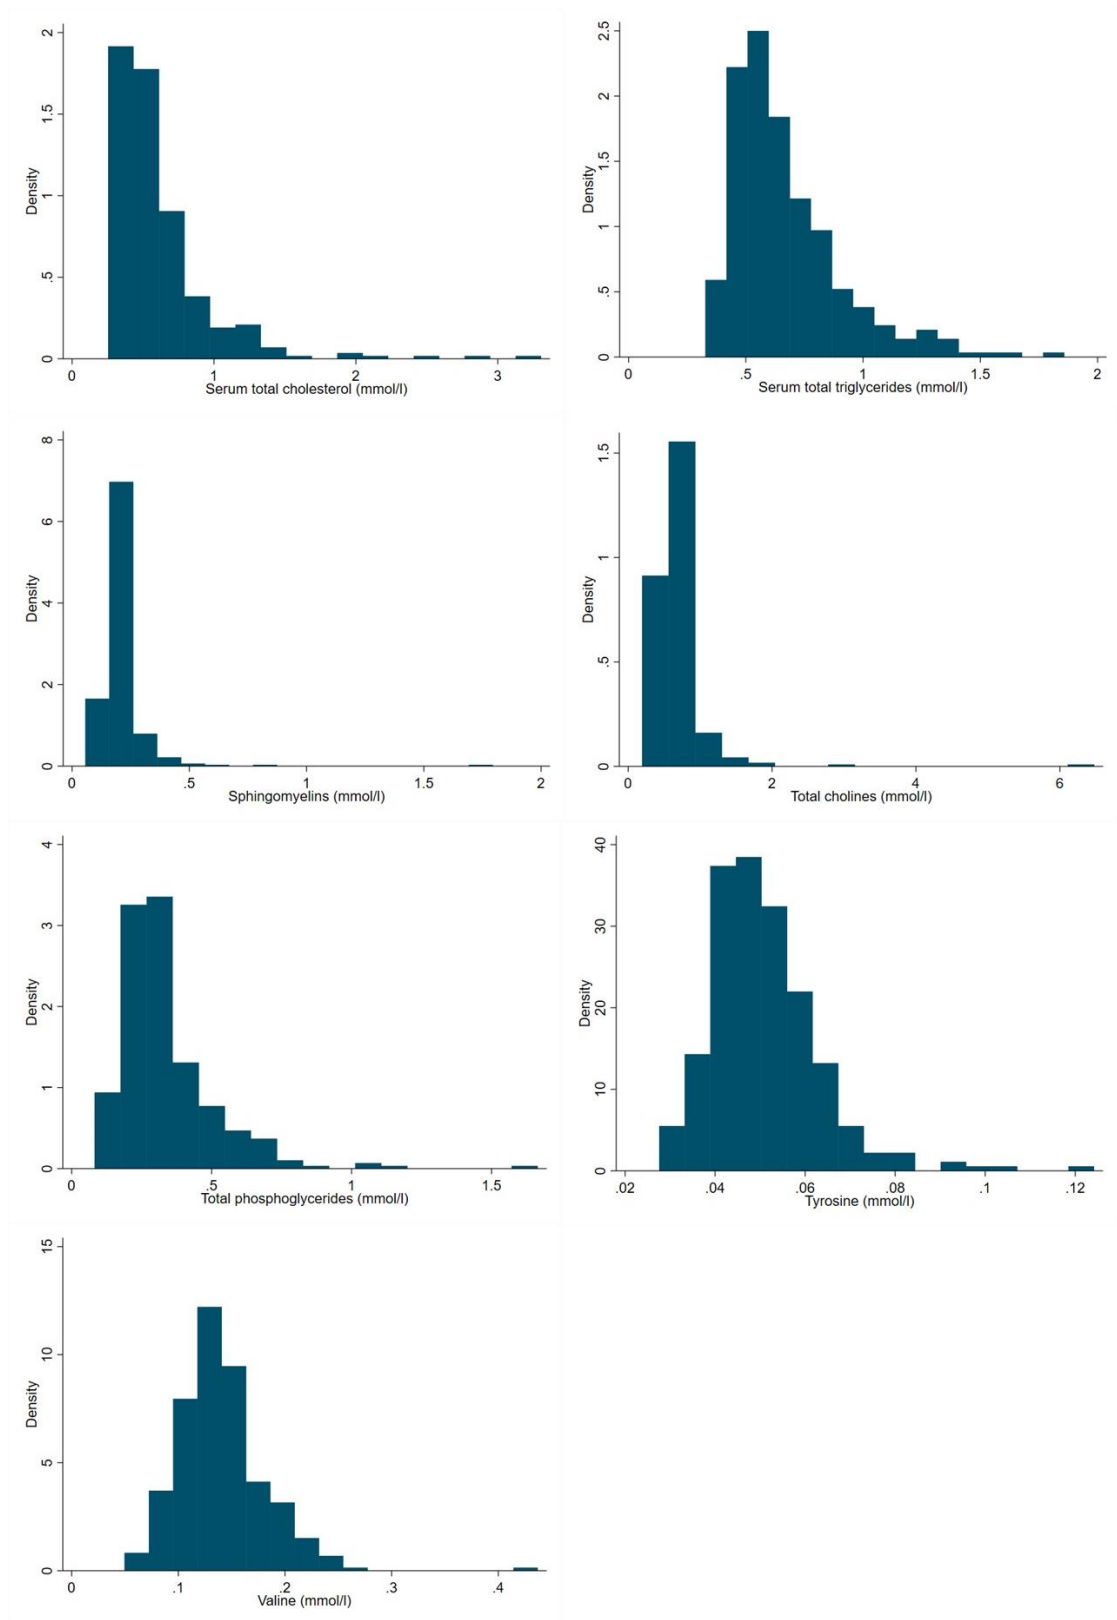 Density
2
1.5
1
.5
0
0 1 2 3
Serum total cholesterol (mmol/l)
Density
2.5
2
1.5
1
.5
0
0 .5 1 1.5 2
Serum total triglycerides (mmol/l)
Density
8
6
4
2
0
0 .5 1 1.5 2
Sphingomyelins (mmol/l)
Density
1.5
1
.5
0
0 2 4 6
Total cholines (mmol/l)
Density
4
3
2
1
0
0 .5 1 1.5
Total phosphoglycerides (mmol/l)
Density
40
30
20
10
0
.02 .04 .06 .08 .1 .12
Tyrosine (mmol/l)
Density
15
10
5
0
0 .1 .2 .3 .4
Valine (mmol/l)